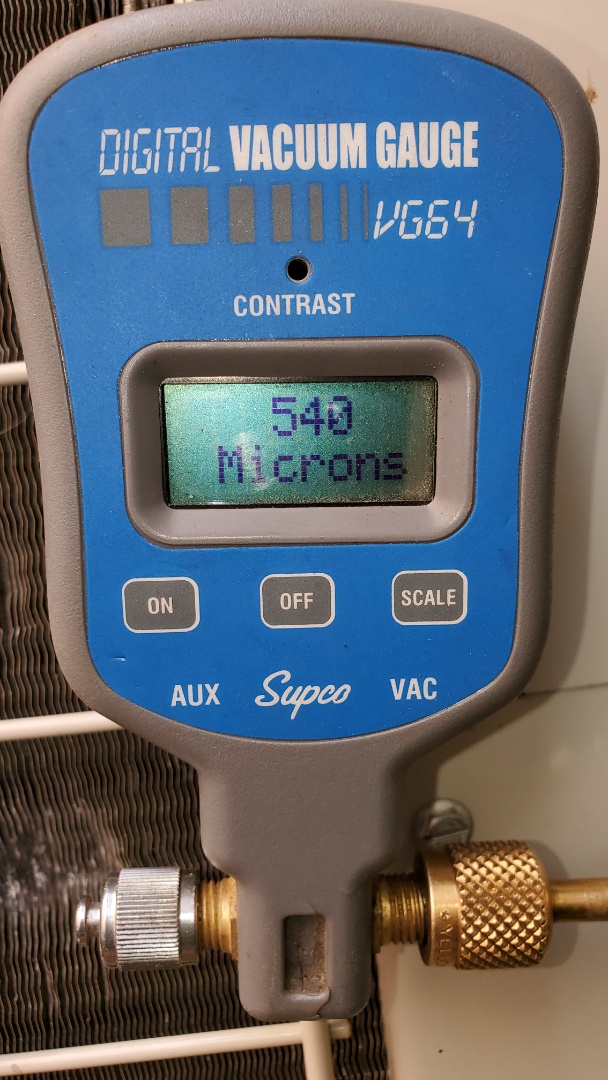 DIGITAL VACUUM GAUGE
VG64
CONTRAST
540
Microns
ON OFF SCALE
AUX Supco VAC